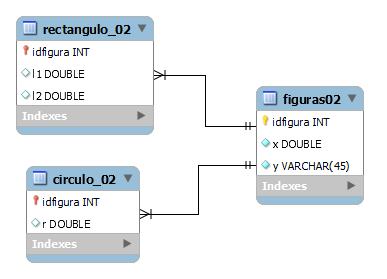 rectangulo_02
idfigura INT
l1 DOUBLE
l2 DOUBLE
Indexes
figuras02
idfigura INT
x DOUBLE
y VARCHAR(45)
Indexes
circulo_02
idfigura INT
r DOUBLE
Indexes